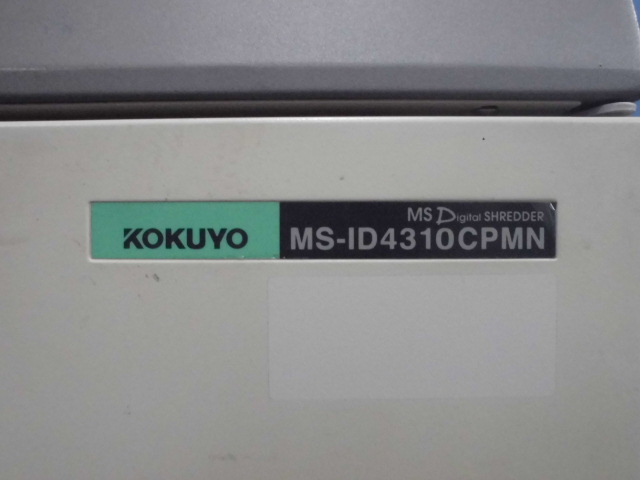 KOKUYO
MS Digital SHREDDER
MS-ID4310CPMN